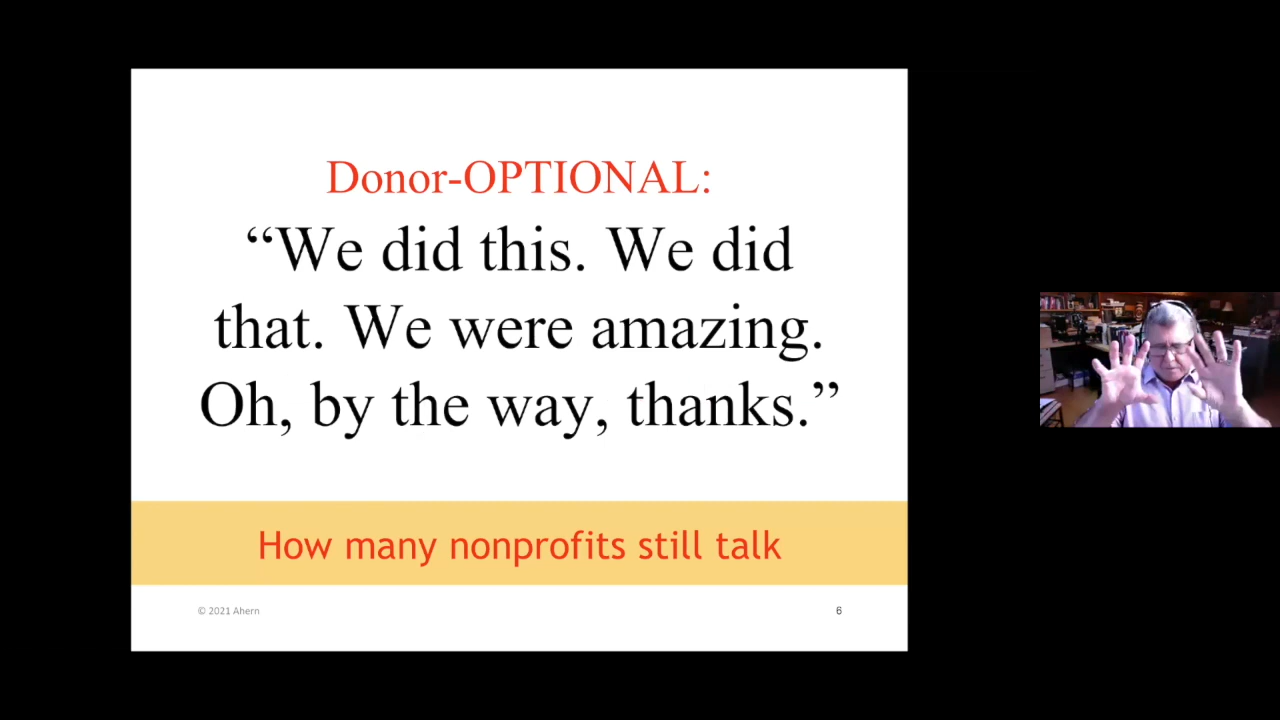 Donor-OPTIONAL:
“We did this. We did
that. We were amazing.
Oh, by the way, thanks.”
How many nonprofits still talk
© 2021 Ahern
6